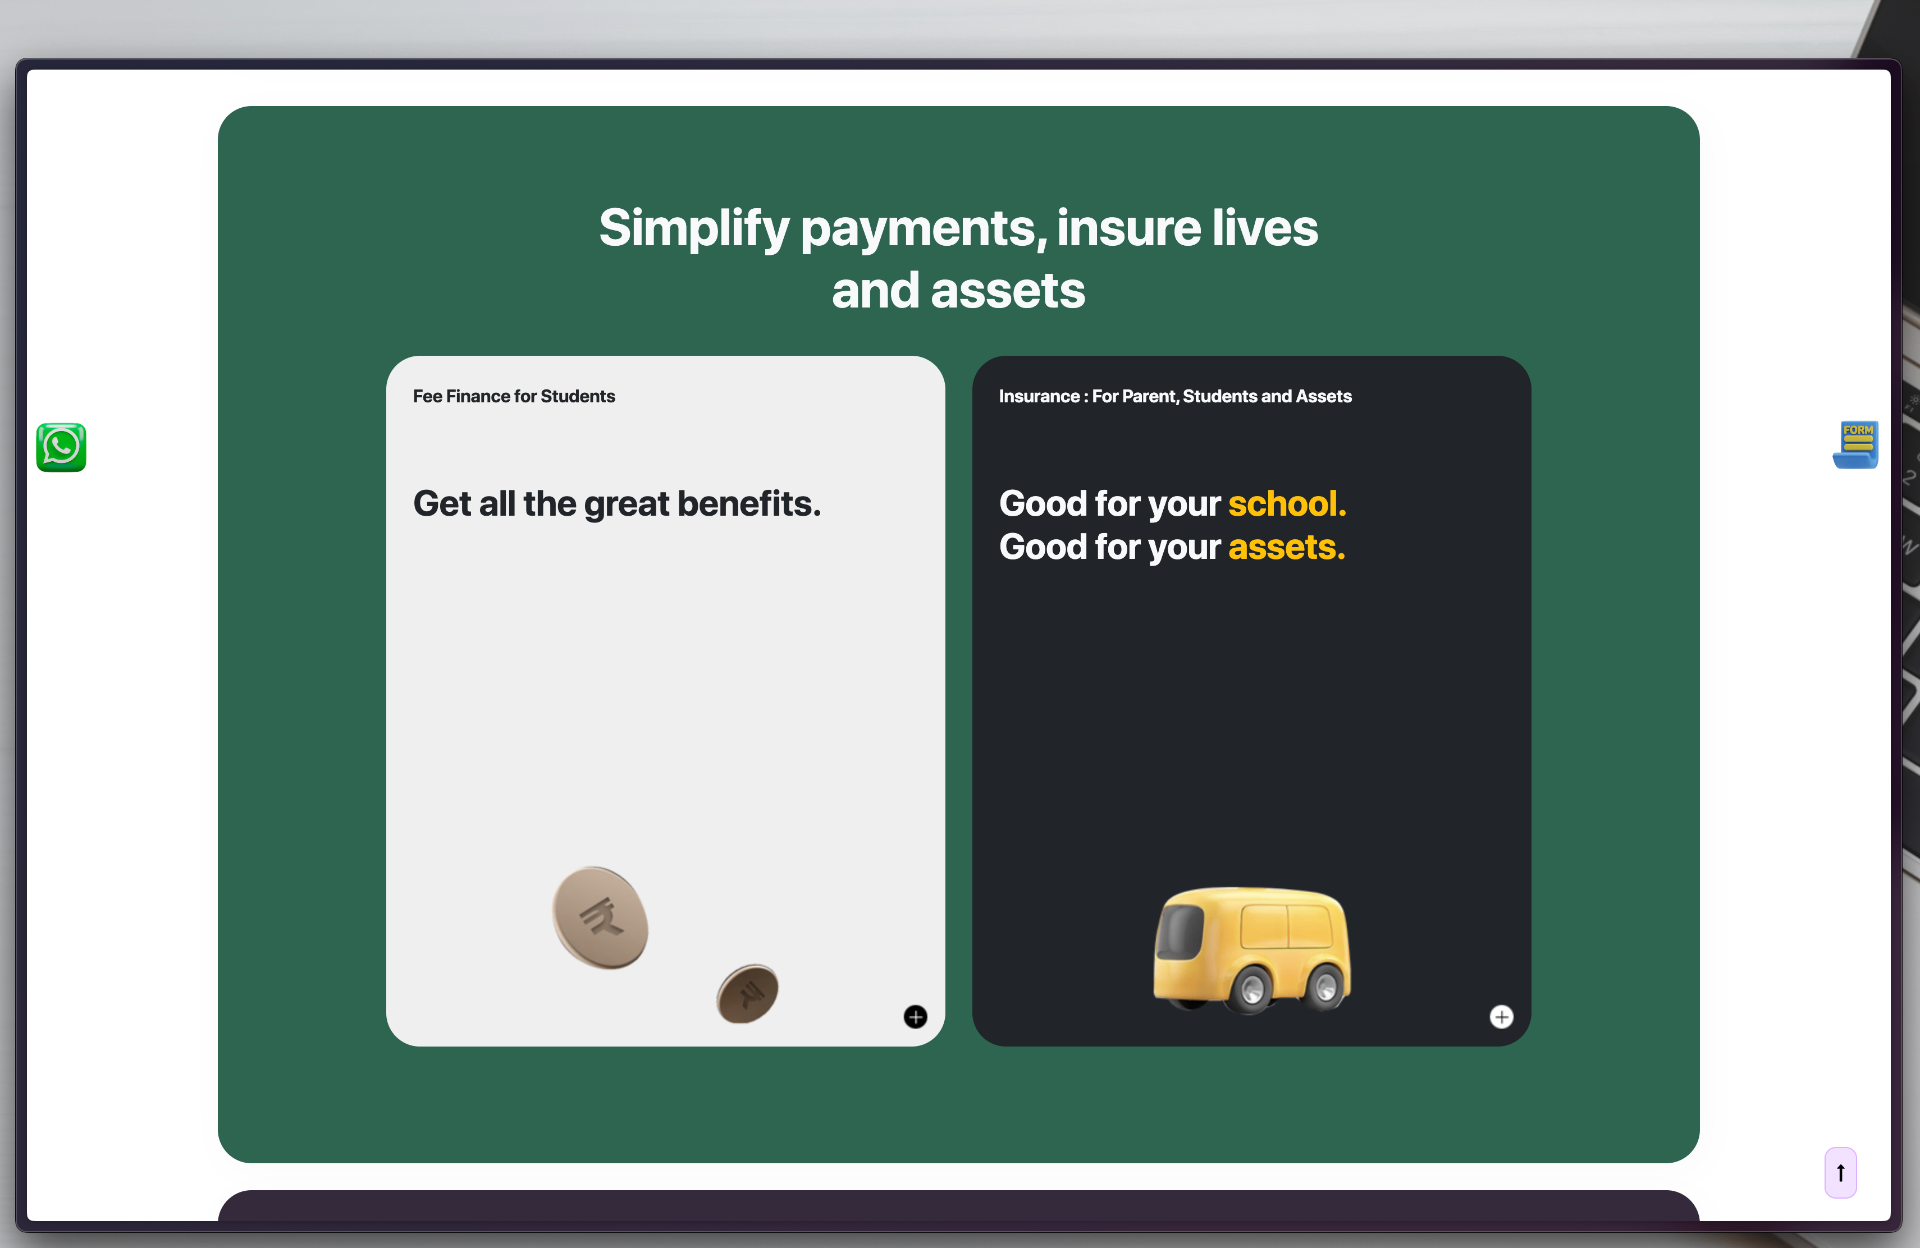 Simplify payments, insure lives
and assets
Fee Finance for Students
Get all the great benefits.
Insurance : For Parent, Students and Assets
Good for your school.
Good for your assets.
FORM
₹
₹
2
W